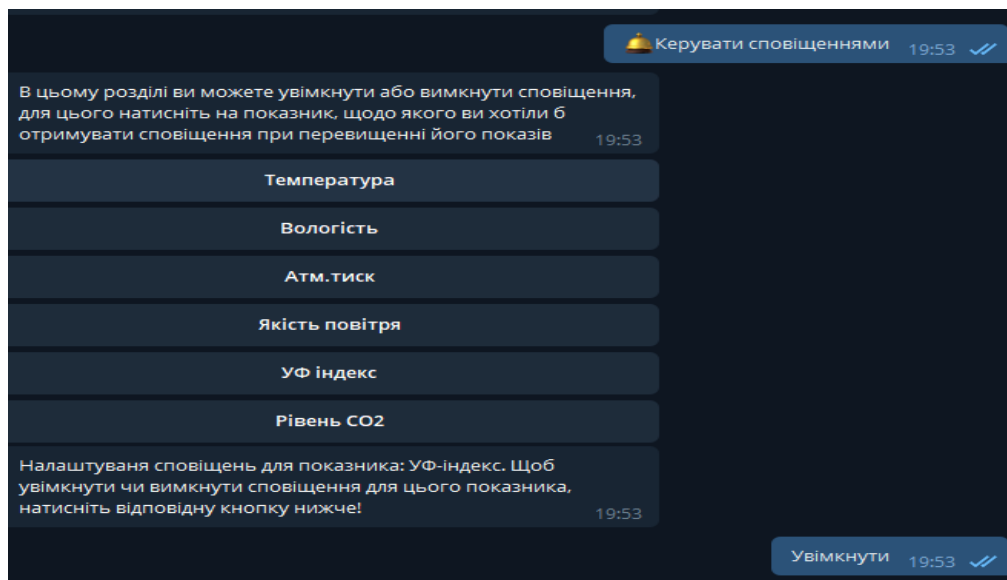 🛎Керувати сповіщеннями 19:53
В цьому розділі ви можете увімкнути або вимкнути сповіщення,
для цього натисніть на показник, щодо якого ви хотіли б
отримувати сповіщення при перевищенні його показів 19:53
Температура
Вологість
Атм.тиск
Якість повітря
УФ індекс
Рівень CO2
Налаштуваня сповіщень для показника: УФ-індекс. Щоб
увімкнути чи вимкнути сповіщення для цього показника,
натисніть відповідну кнопку нижче! 19:53
Увімкнути 19:53